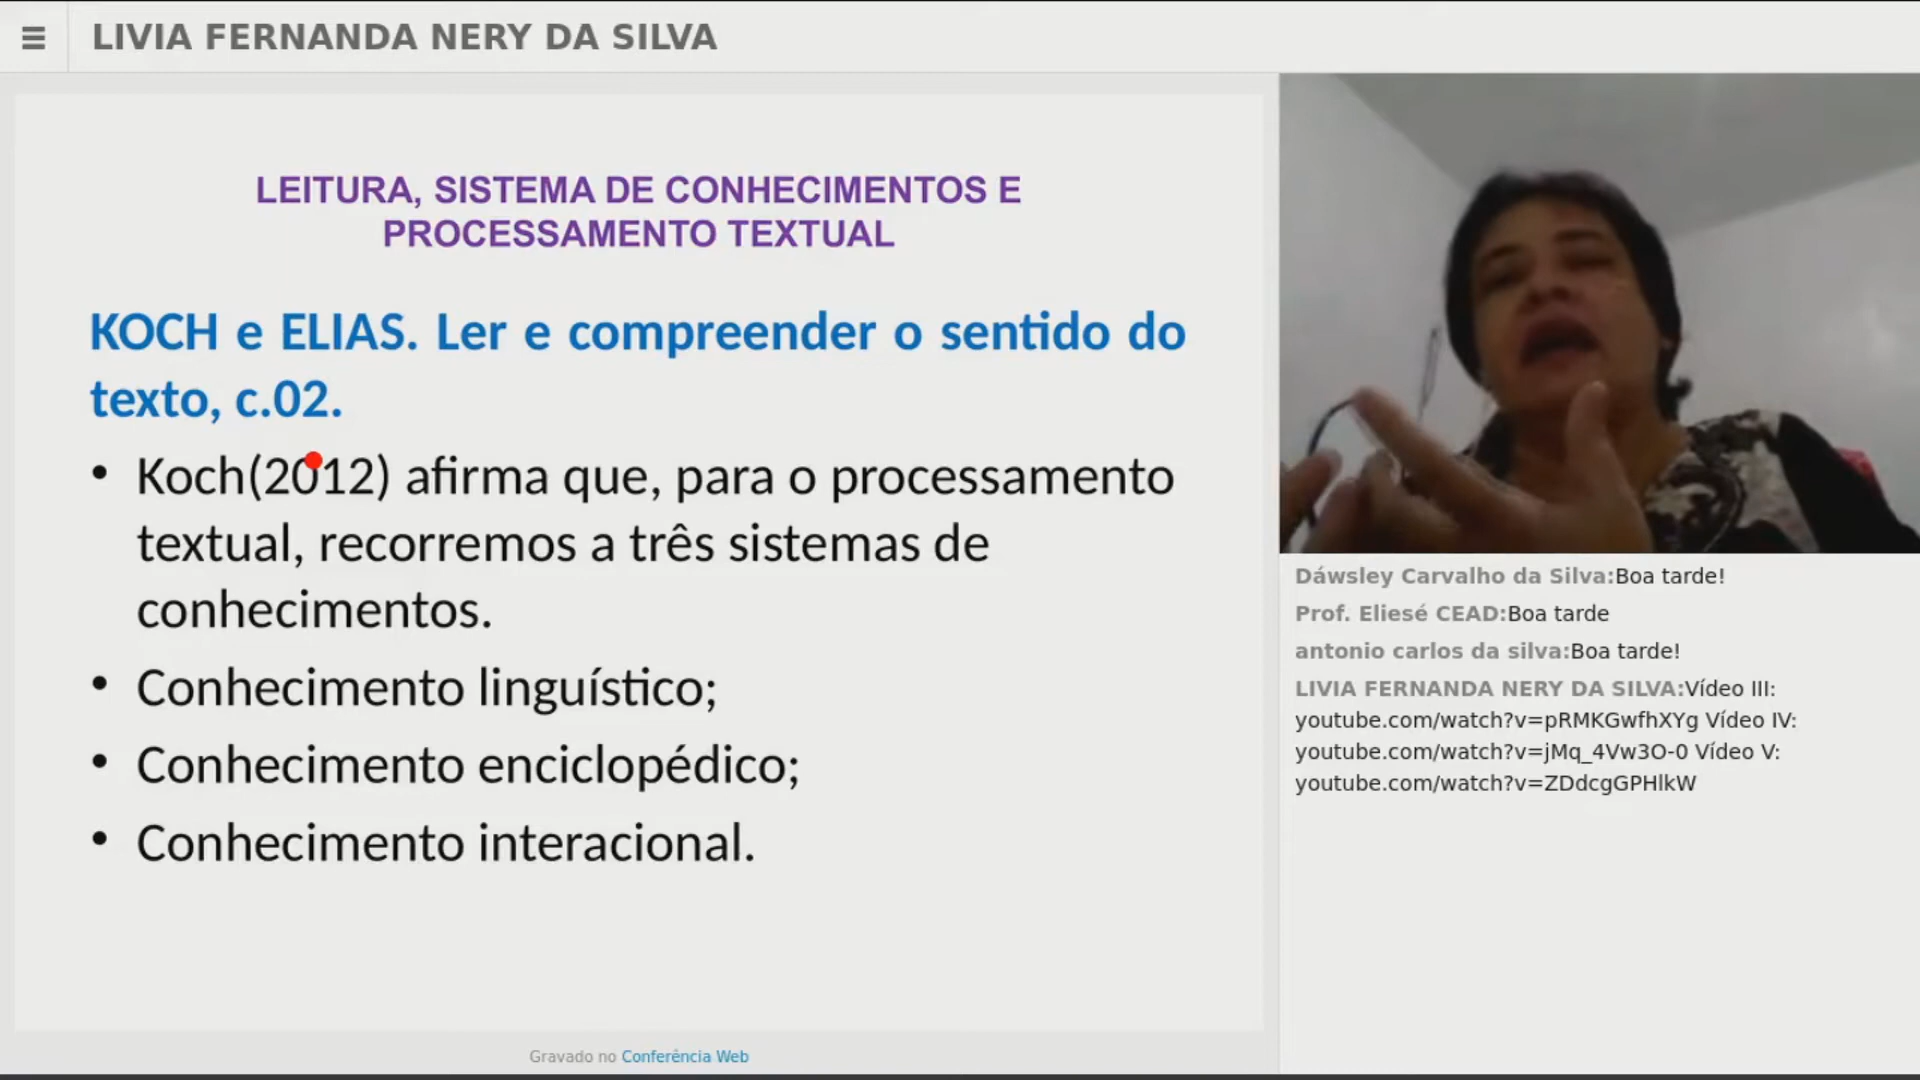 LIVIA FERNANDA NERY DA SILVA
LEITURA, SISTEMA DE CONHECIMENTOS E
PROCESSAMENTO TEXTUAL
KOCH e ELIAS. Ler e compreender o sentido do
texto, c.02.
• Koch(2012) afirma que, para o processamento
textual, recorremos a três sistemas de
conhecimentos.
• Conhecimento linguístico;
• Conhecimento enciclopédico;
• Conhecimento interacional.
Gravado no Conferência Web
Dáwsley Carvalho da Silva:Boa tarde!
Prof. Eliesé CEAD:Boa tarde
antonio carlos da silva:Boa tarde!
LIVIA FERNANDA NERY DA SILVA:Vídeo III:
youtube.com/watch?v=pRMKGwfhXYg Vídeo IV:
youtube.com/watch?v=jMq_4Vw3O-0 Vídeo V:
youtube.com/watch?v=ZDdcgGPHlkW